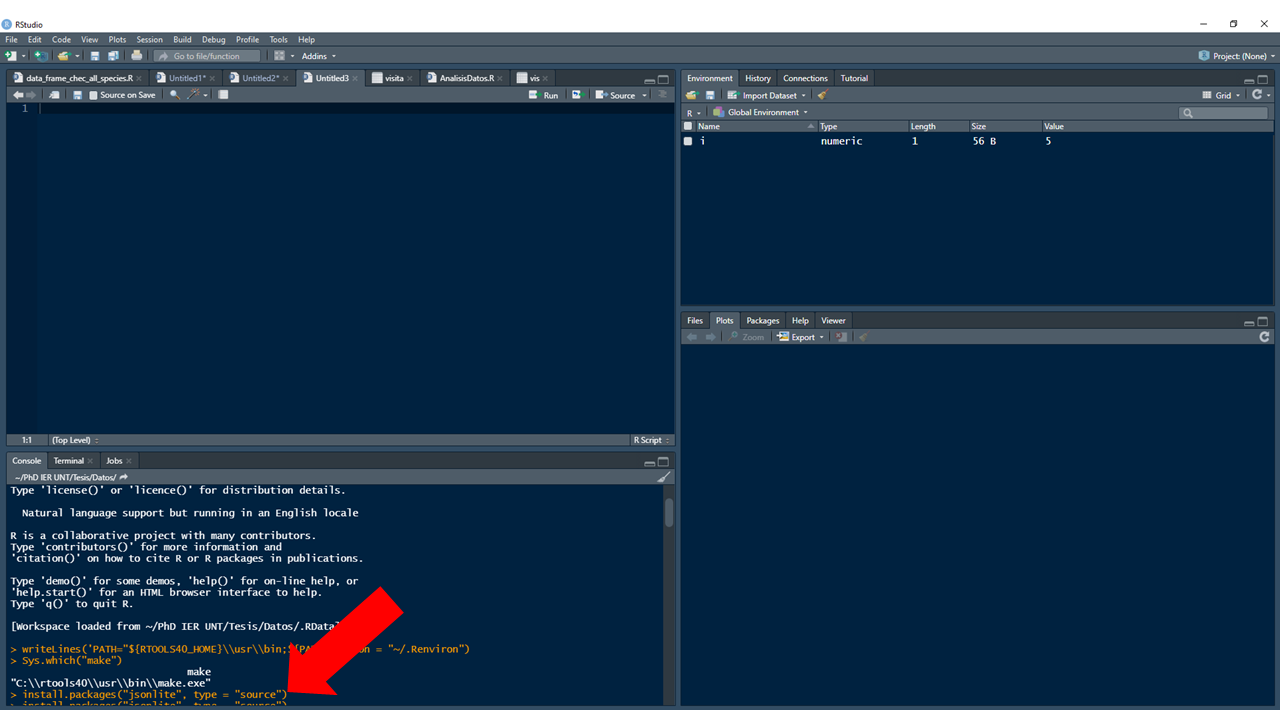 RStudio
File Edit Code View Plots Session Build Debug Profile Tools Help
Go to file/function Addins Project: (None)
data_frame_chec_all_species.R Untitled1* Untitled2* Untitled3 visita AnalisisDatos.R vis
Source on Save Run Source
1
1:1 (Top Level) R Script
Console Terminal Jobs
~/PhD IER UNT/Tesis/Datos/
Type 'license()' or 'licence()' for distribution details.
Natural language support but running in an English locale
R is a collaborative project with many contributors.
Type 'contributors()' for more information and
'citation()' on how to cite R or R packages in publications.
Type 'demo()' for some demos, 'help()' for on-line help, or
'help.start()' for an HTML browser interface to help.
Type 'q()' to quit R.
[Workspace loaded from ~/PhD IER UNT/Tesis/Datos/.RData]
> writeLines('PATH="${RTOOLS40_HOME}\\usr\\bin;${PA on = "~/.Renviron")
> Sys.which("make")
make
"C:\\rtools40\\usr\\bin\\make.exe"
> install.packages("jsonlite", type = "source")
> install.packages("jsonlite", type = "source")
Environment History Connections Tutorial
Import Dataset Grid
R Global Environment
Name Type Length Size Value
i numeric 1 56 B 5
Files Plots Packages Help Viewer
Zoom Export